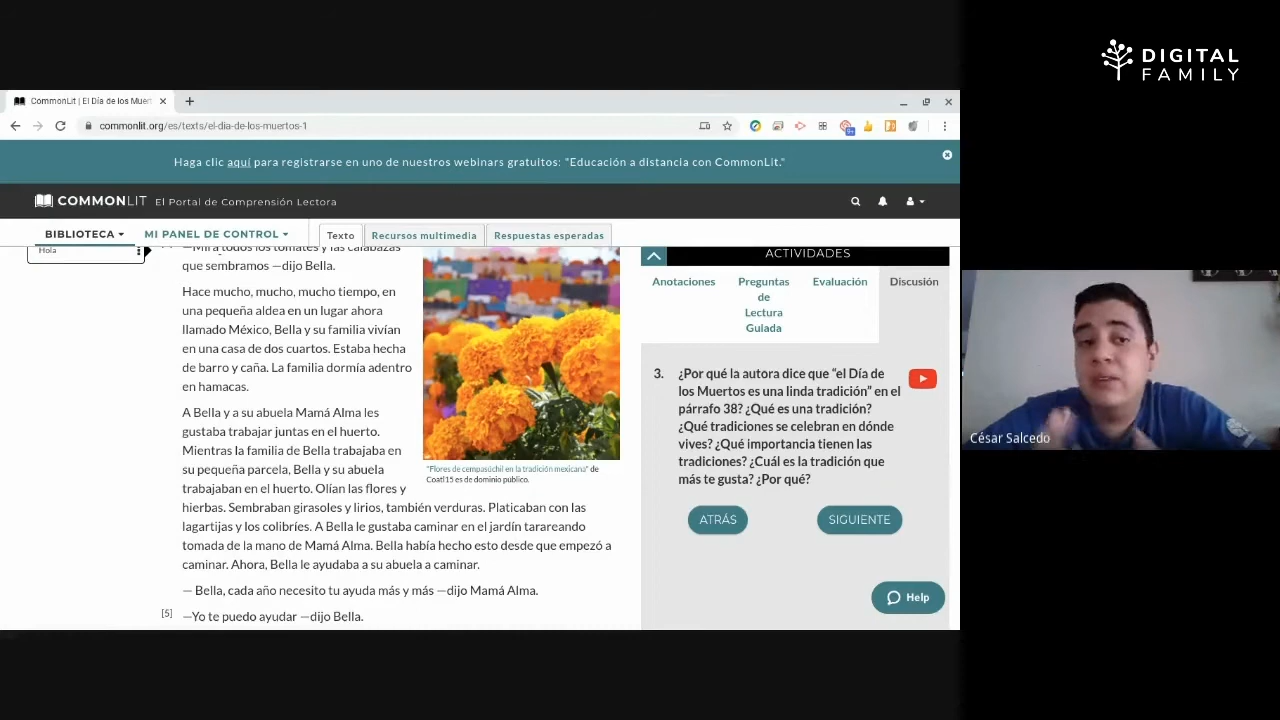 DIGITAL
FAMILY
CommonLit | El Día de los Muert
commonlit.org/es/texts/el-dia-de-los-muertos-1
Haga clic aquí para registrarse en uno de nuestros webinars gratuitos: "Educación a distancia con CommonLit."
COMMONLIT El Portal de Comprensión Lectora
BIBLIOTECA MI PANEL DE CONTROL Texto Recursos multimedia Respuestas esperadas
Hola
—Mira todos los tomates y las calabazas
que sembramos —dijo Bella.
Hace mucho, mucho, mucho tiempo, en
una pequeña aldea en un lugar ahora
llamado México, Bella y su familia vivían
en una casa de dos cuartos. Estaba hecha
de barro y caña. La familia dormía adentro
en hamacas.
A Bella y a su abuela Mamá Alma les
gustaba trabajar juntas en el huerto.
Mientras la familia de Bella trabajaba en
su pequeña parcela, Bella y su abuela
trabajaban en el huerto. Olían las flores y
hierbas. Sembraban girasoles y lirios, también verduras. Platicaban con las
lagartijas y los colibríes. A Bella le gustaba caminar en el jardín tarareando
tomada de la mano de Mamá Alma. Bella había hecho esto desde que empezó a
caminar. Ahora, Bella le ayudaba a su abuela a caminar.
— Bella, cada año necesito tu ayuda más y más —dijo Mamá Alma.
[5] —Yo te puedo ayudar —dijo Bella.
"Flores de cempasúchil en la tradición mexicana" de
Coatl15 es de dominio publico.
ACTIVIDADES
Anotaciones
Preguntas
de
Lectura
Guiada
Evaluación
Discusión
3. ¿Por qué la autora dice que “el Día de
los Muertos es una linda tradición” en el
párrafo 38? ¿Qué es una tradición?
¿Qué tradiciones se celebran en dónde
vives? ¿Qué importancia tienen las
tradiciones? ¿Cuál es la tradición que
más te gusta? ¿Por qué?
ATRÁS SIGUIENTE
Help
César Salcedo